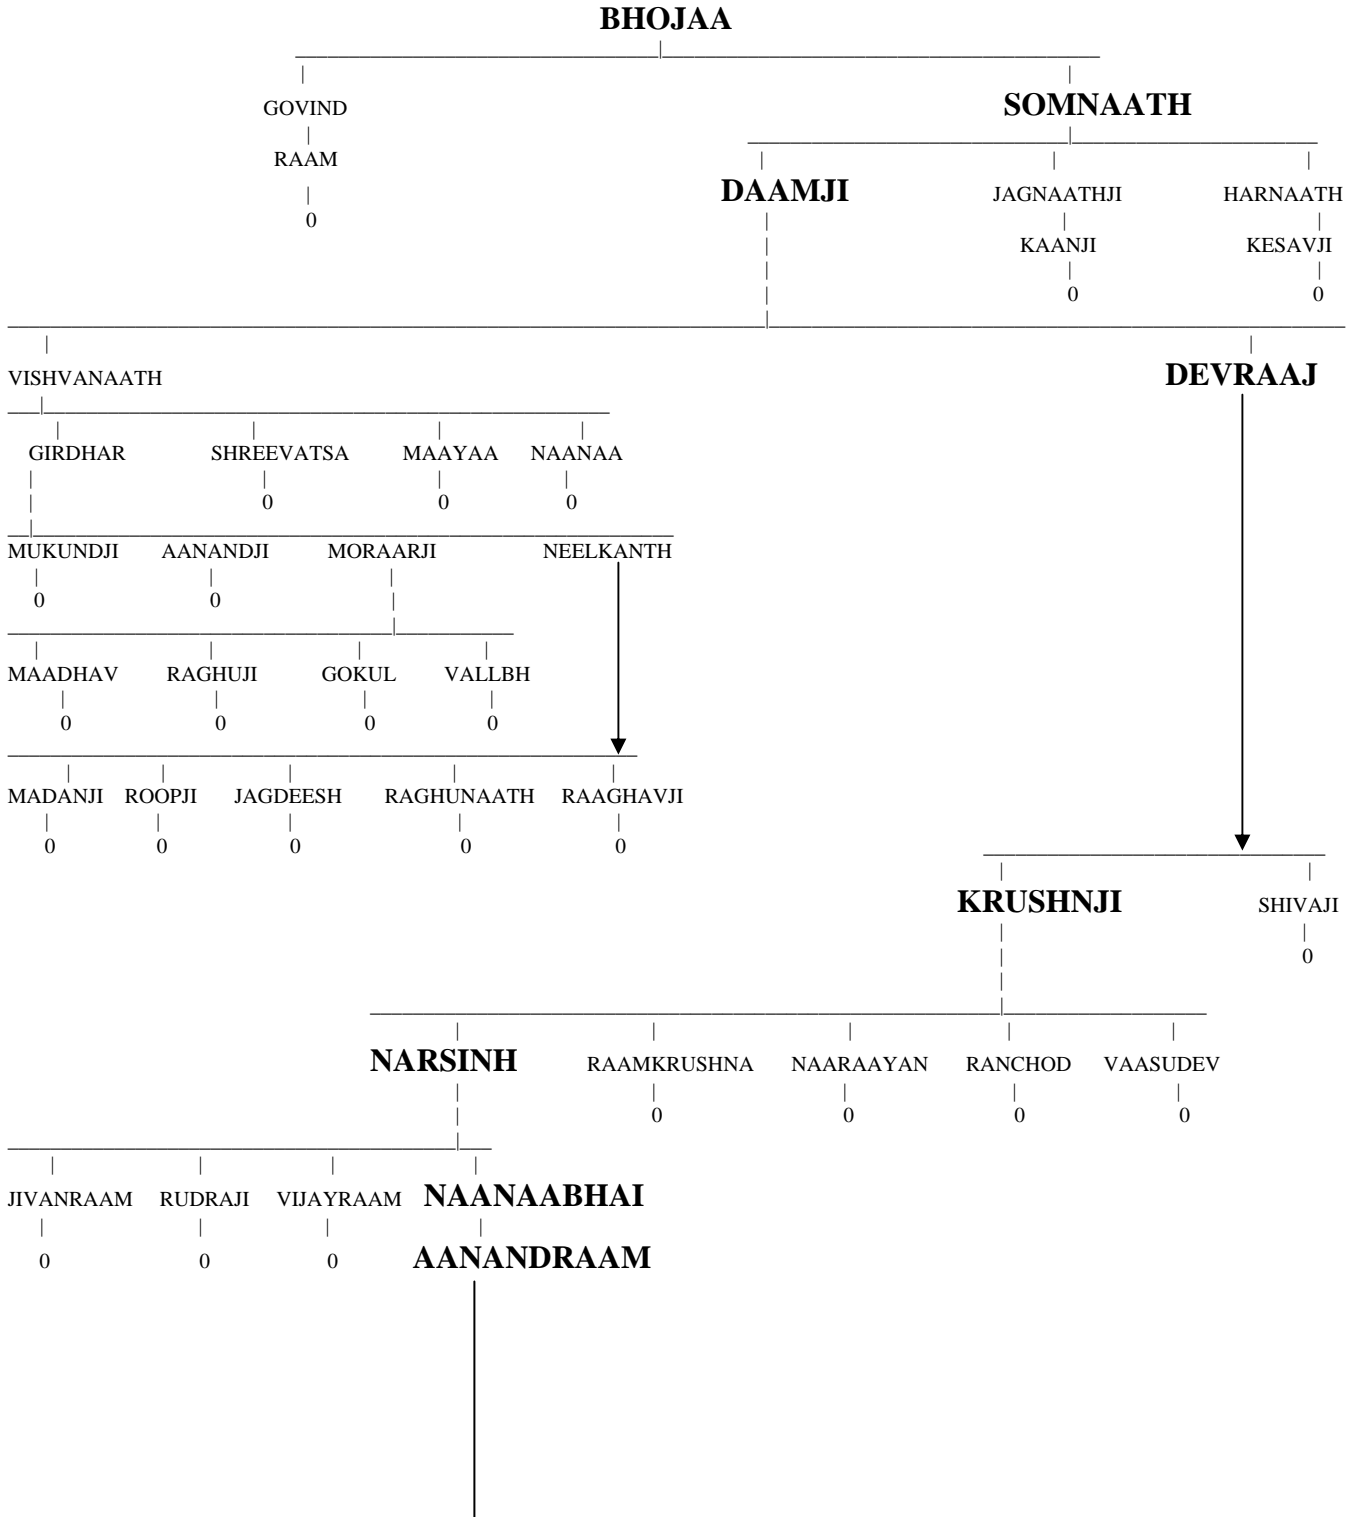 BHOJAA
GOVIND SOMNAATH
RAAM
DAAMJI JAGNAATHJI HARNAATH
0
KAANJI KESAVJI
0 0
VISHVANAATH DEVRAAJ
GIRDHAR SHREEVATSA MAAYAA NAANAA
0 0 0
MUKUNDJI AANANDJI MORAARJI NEELKANTH
0 0
MAADHAV RAGHUJI GOKUL VALLBH
0 0 0 0
MADANJI ROOPJI JAGDEESH RAGHUNAATH RAAGHAVJI
0 0 0 0 0
KRUSHNJI SHIVAJI
0
NARSINH RAAMKRUSHNA NAARAAYAN RANCHOD VAASUDEV
0 0 0 0
JIVANRAAM RUDRAJI VIJAYRAAM NAANAABHAI
0 0 0 AANANDRAAM